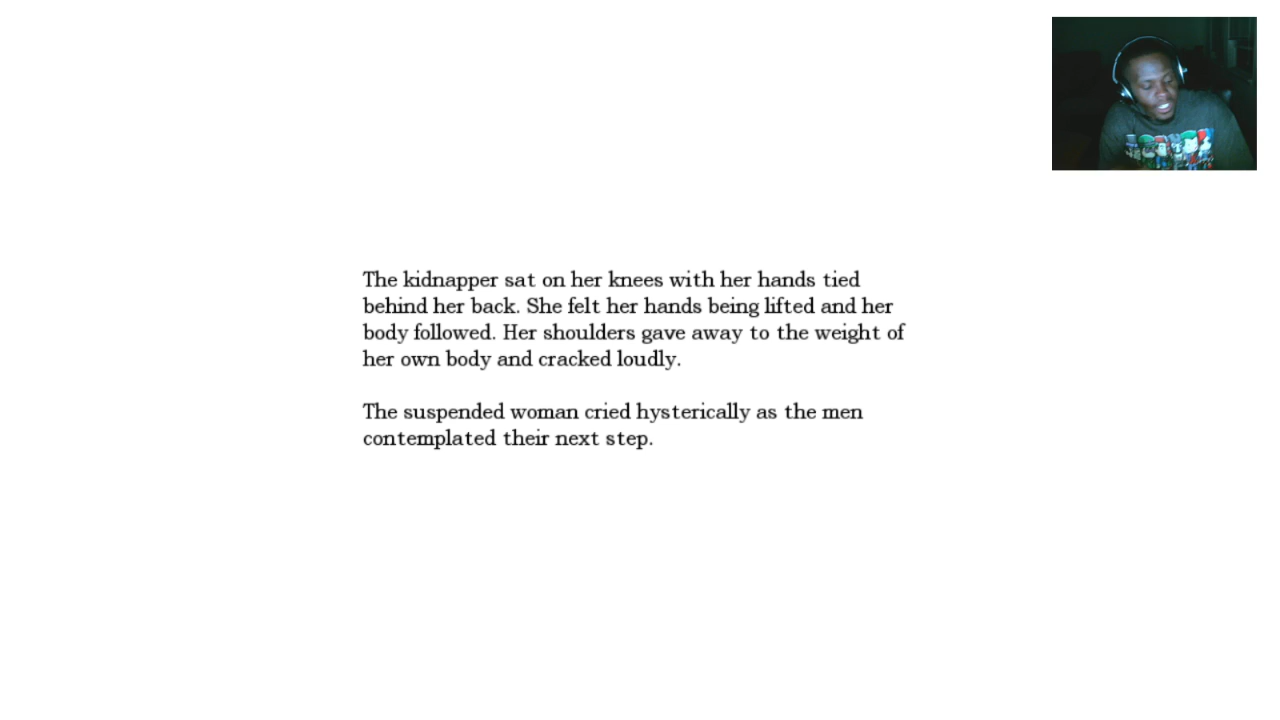 The kidnapper sat on her knees with her hands tied
behind her back. She felt her hands being lifted and her
body followed. Her shoulders gave away to the weight of
her own body and cracked loudly.
The suspended woman cried hysterically as the men
contemplated their next step.